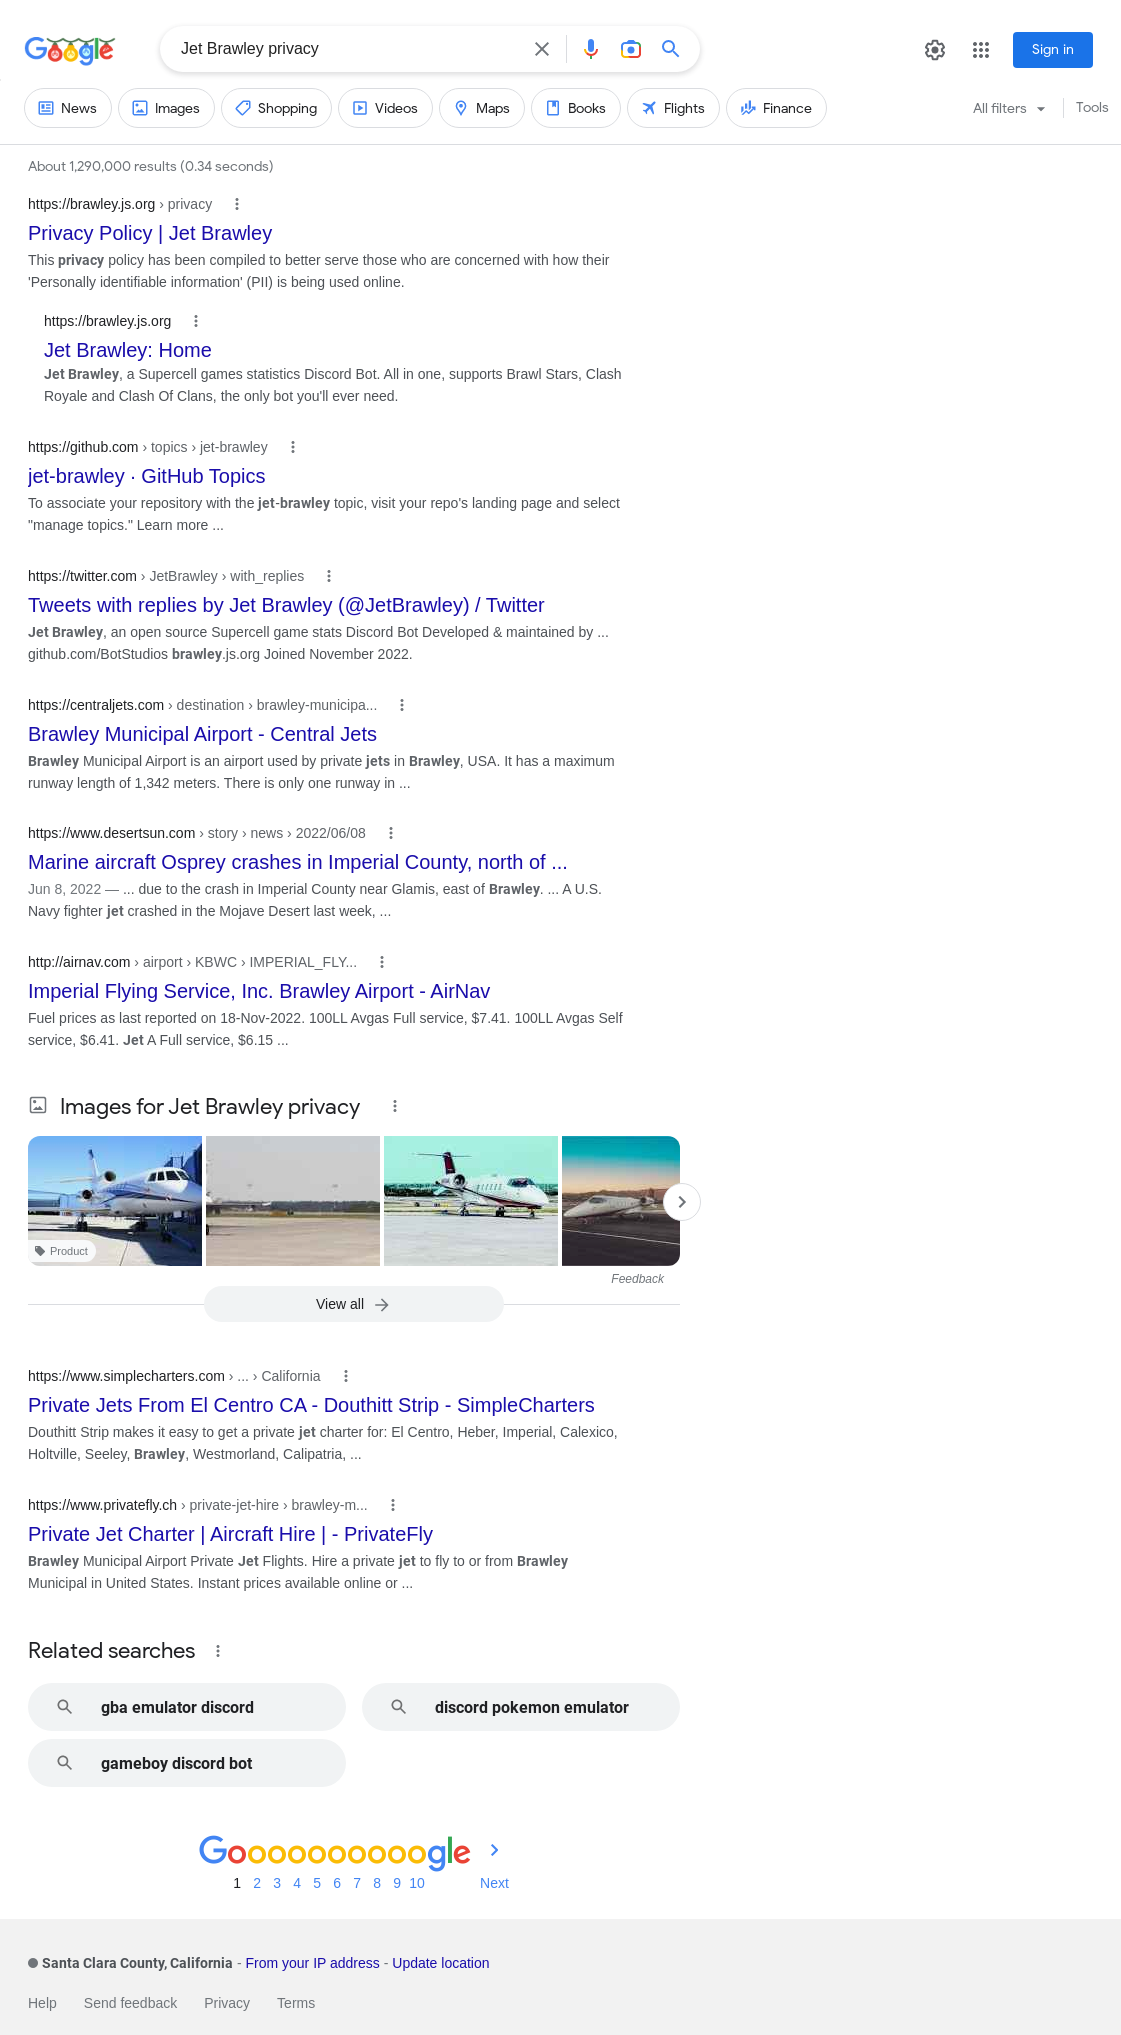 Google
Jet Brawley privacy
Sign in
News Images Shopping Videos Maps Books Flights Finance All filters Tools
About 1,290,000 results (0.34 seconds)
https://brawley.js.org › privacy
Privacy Policy | Jet Brawley
This privacy policy has been compiled to better serve those who are concerned with how their
'Personally identifiable information' (PII) is being used online.
https://brawley.js.org
Jet Brawley: Home
Jet Brawley, a Supercell games statistics Discord Bot. All in one, supports Brawl Stars, Clash
Royale and Clash Of Clans, the only bot you'll ever need.
https://github.com › topics › jet-brawley
jet-brawley · GitHub Topics
To associate your repository with the jet-brawley topic, visit your repo's landing page and select
"manage topics." Learn more ...
https://twitter.com › JetBrawley › with_replies
Tweets with replies by Jet Brawley (@JetBrawley) / Twitter
Jet Brawley, an open source Supercell game stats Discord Bot Developed & maintained by ...
github.com/BotStudios brawley.js.org Joined November 2022.
https://centraljets.com › destination › brawley-municipa...
Brawley Municipal Airport - Central Jets
Brawley Municipal Airport is an airport used by private jets in Brawley, USA. It has a maximum
runway length of 1,342 meters. There is only one runway in ...
https://www.desertsun.com › story › news › 2022/06/08
Marine aircraft Osprey crashes in Imperial County, north of ...
Jun 8, 2022 — ... due to the crash in Imperial County near Glamis, east of Brawley. ... A U.S.
Navy fighter jet crashed in the Mojave Desert last week, ...
http://airnav.com › airport › KBWC › IMPERIAL_FLY...
Imperial Flying Service, Inc. Brawley Airport - AirNav
Fuel prices as last reported on 18-Nov-2022. 100LL Avgas Full service, $7.41. 100LL Avgas Self
service, $6.41. Jet A Full service, $6.15 ...
Images for Jet Brawley privacy
Product
Feedback
View all
https://www.simplecharters.com › ... › California
Private Jets From El Centro CA - Douthitt Strip - SimpleCharters
Douthitt Strip makes it easy to get a private jet charter for: El Centro, Heber, Imperial, Calexico,
Holtville, Seeley, Brawley, Westmorland, Calipatria, ...
https://www.privatefly.ch › private-jet-hire › brawley-m...
Private Jet Charter | Aircraft Hire | - PrivateFly
Brawley Municipal Airport Private Jet Flights. Hire a private jet to fly to or from Brawley
Municipal in United States. Instant prices available online or ...
Related searches
gba emulator discord discord pokemon emulator
gameboy discord bot
Goooooooooogle
1 2 3 4 5 6 7 8 9 10 Next
Santa Clara County, California - From your IP address - Update location
Help Send feedback Privacy Terms